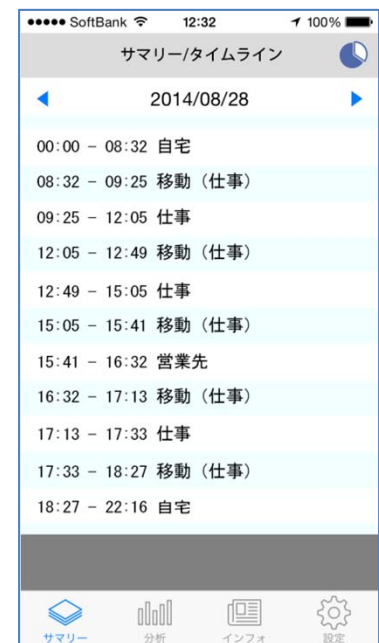 SoftBank 12:32 100%
サマリー/タイムライン
2014/08/28
00:00 - 08:32 自宅
08:32 - 09:25 移動（仕事）
09:25 - 12:05 仕事
12:05 - 12:49 移動（仕事）
12:49 - 15:05 仕事
15:05 - 15:41 移動（仕事）
15:41 - 16:32 営業先
16:32 - 17:13 移動（仕事）
17:13 - 17:33 仕事
17:33 - 18:27 移動（仕事）
18:27 - 22:16 自宅
サマリー 分析 インフォ 設定